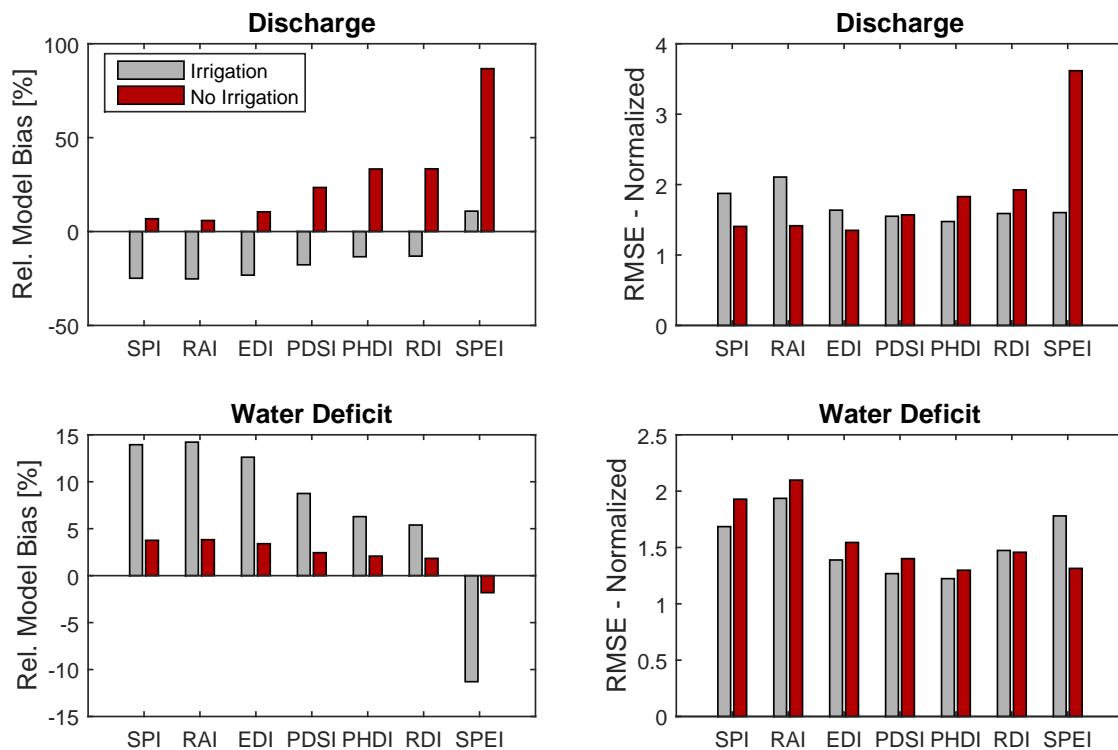 Discharge
Rel. Model Bias [%]
100
50
0
-50
Irrigation
No Irrigation
SPI RAI EDI PDSI PHDI RDI SPEI
Discharge
RMSE - Normalized
4
3
2
1
0
SPI RAI EDI PDSI PHDI RDI SPEI
Water Deficit
Rel. Model Bias [%]
15
10
5
0
-5
-10
-15
SPI RAI EDI PDSI PHDI RDI SPEI
Water Deficit
RMSE - Normalized
2.5
2
1.5
1
0.5
0
SPI RAI EDI PDSI PHDI RDI SPEI